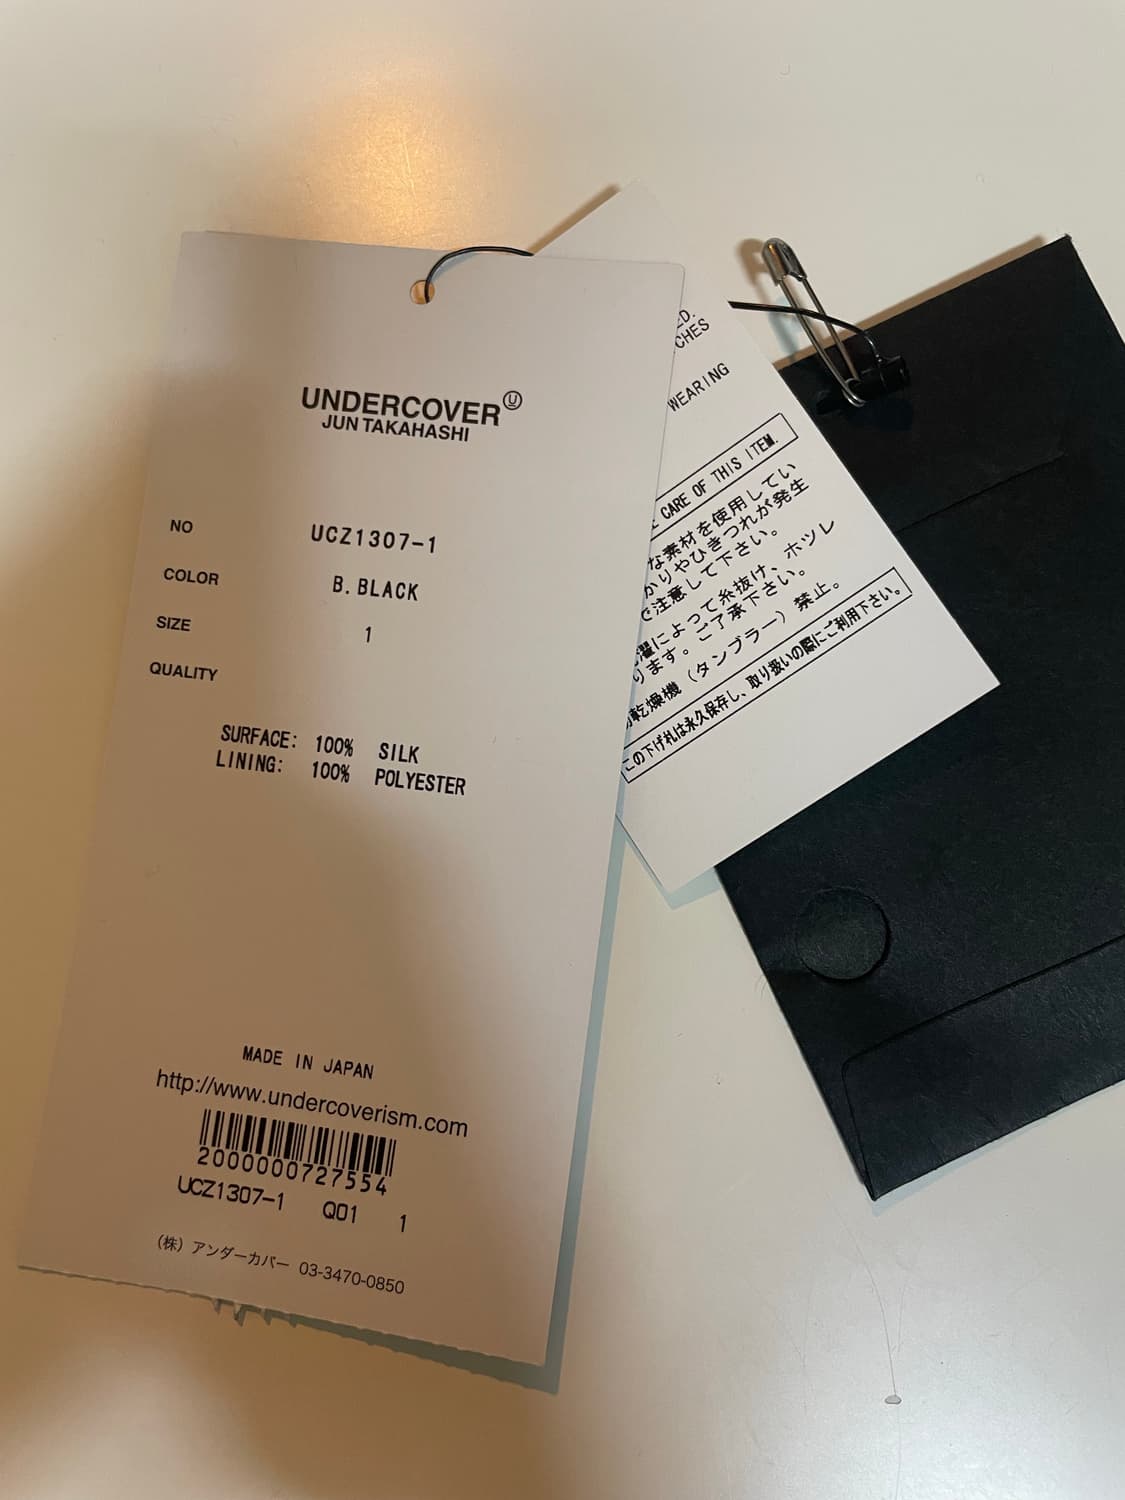 UNDERCOVER Ⓤ
JUN TAKAHASHI
NO UCZ1307-1
COLOR B.BLACK
SIZE 1
QUALITY
SURFACE: 100% SILK
LINING: 100% POLYESTER
MADE IN JAPAN
http://www.undercoverism.com
2000000727554
UCZ1307-1 Q01 1
(株) アンダーカバー 03-3470-0850
WEARING
CARE OF THIS ITEM.
な素材を使用してい
かりやひきつれが発生
で注意して下さい。
濯によって糸抜け、ホツレ
ります。ご了承下さい。
乾燥機（タンブラー）禁止。
この下げ札は永久保存し、取り扱いの際にご利用下さい。